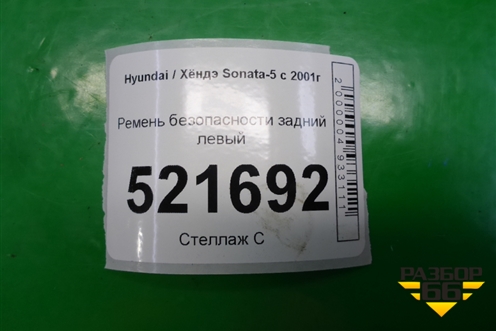 Hyundai / Хёндэ Sonata-5 с 2001г
Ремень безопасности задний
левый
521692
Стеллаж С
2000004933111
РАЗБОР
66